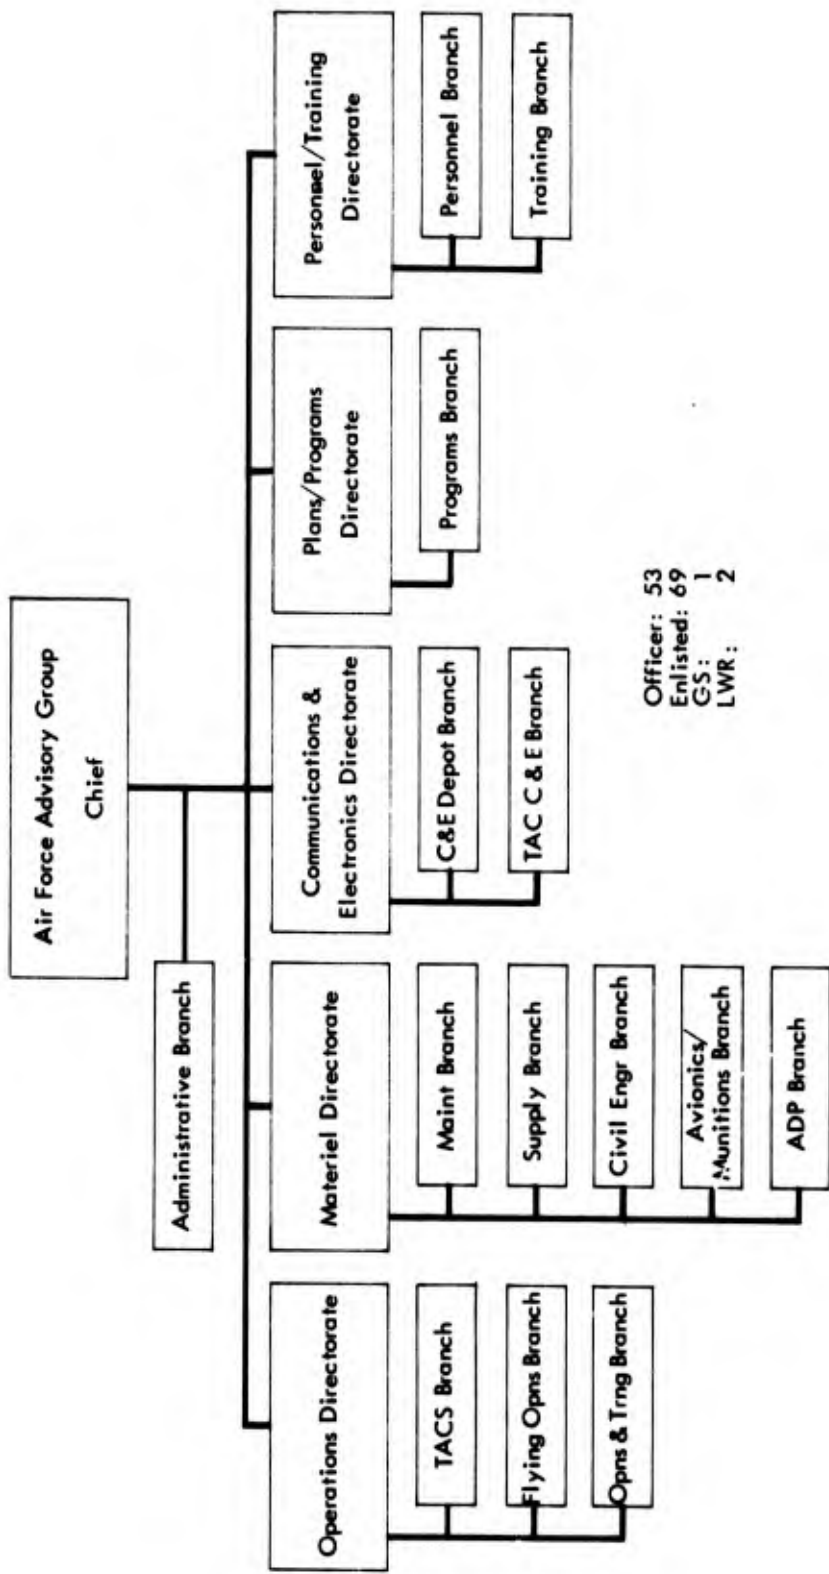 Air Force Advisory Group
Chief
Administrative Branch
Operations Directorate
TACS Branch
Flying Opns Branch
Opns & Trng Branch
Materiel Directorate
Maint Branch
Supply Branch
Civil Engr Branch
Avionics/
Munitions Branch
ADP Branch
Communications &
Electronics Directorate
C&E Depot Branch
TAC C & E Branch
Plans/Programs
Directorate
Programs Branch
Personnel/Training
Directorate
Personnel Branch
Training Branch
Officer: 53
Enlisted: 69
GS: 1
LWR: 2